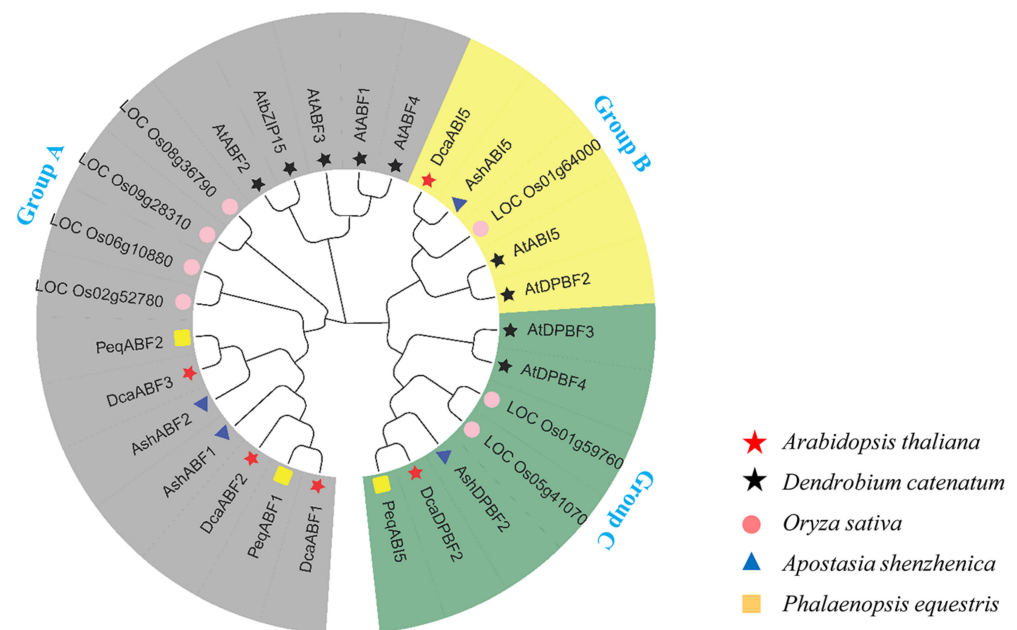 Group A
LOC Os08g36790
LOC Os09g28310
LOC Os06g10880
LOC Os02g52780
PeqABF2
DcaABF3
AshABF2
AshABF1
DcaABF2
PeqABF1
DcaABF1
AtABF2
AtbZIP15
AtABF3
AtABF1
AtABF4
Group B
DcaABI5
AshABI5
LOC Os01g64000
AtABI5
AtDPBF2
Group C
AtDPBF3
AtDPBF4
LOC Os01g59760
LOC Os05g41070
AshDPBF2
DcaDPBF2
PeqABI5
Arabidopsis thaliana
Dendrobium catenatum
Oryza sativa
Apostasia shenzhenica
Phalaenopsis equestris